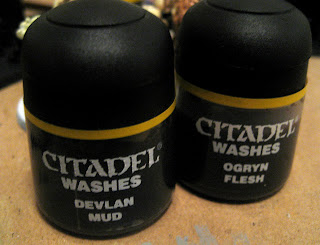 CITADEL®
WASHES
DEVLAN
MUD
CITADEL
WASHES
OGRYN
FLESH